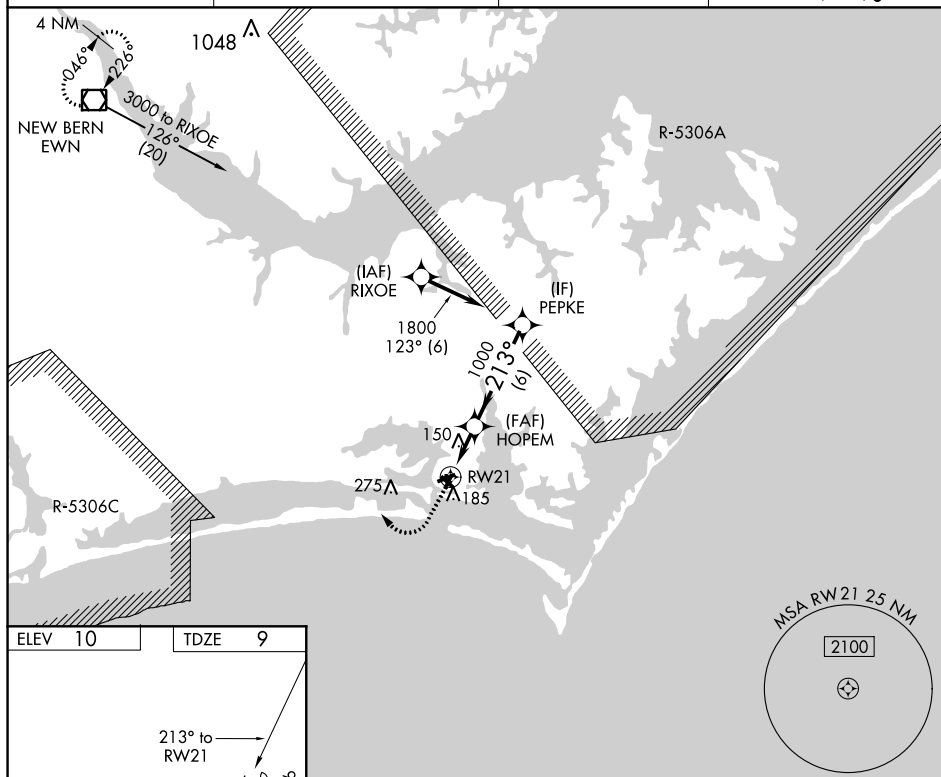 4 NM
1048
046°
226°
NEW BERN
EWN
3000 to RIXOE
126°
(20)
R-5306A
(IAF)
RIXOE
(IF)
PEPKE
1800
123° (6)
1000
213°
(6)
(FAF)
HOPEM
150
RW21
275
185
R-5306C
MSA RW21 25 NM
2100
ELEV 10
TDZE 9
213° to
RW21